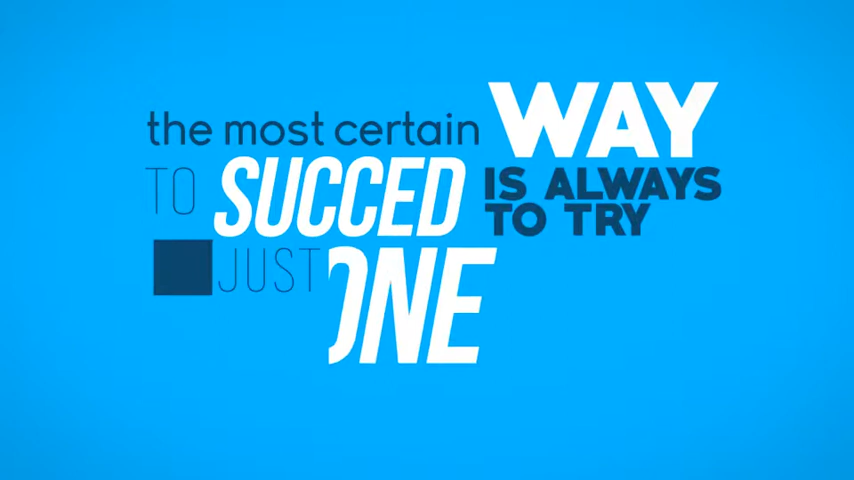 the most certain WAY
TO SUCCED IS ALWAYS
TO TRY
JUST ONE